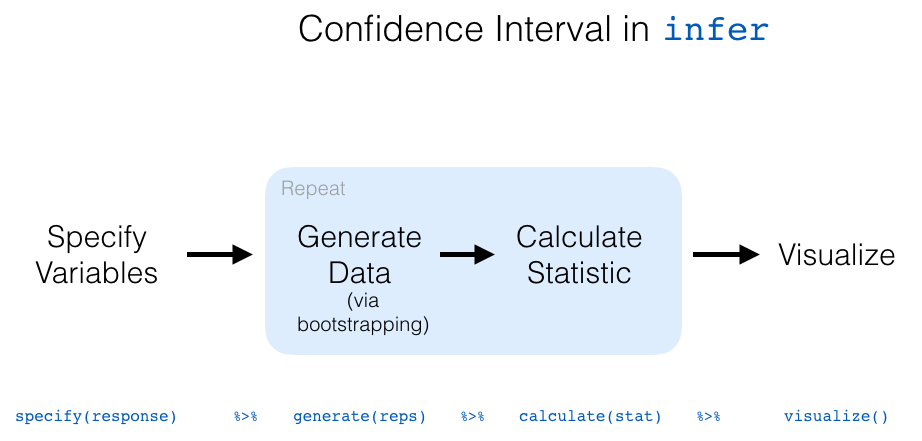 Confidence Interval in infer
Repeat
Specify
Variables
Generate
Data
(via
bootstrapping)
Calculate
Statistic
Visualize
specify(response) %>% generate(reps) %>% calculate(stat) %>% visualize()